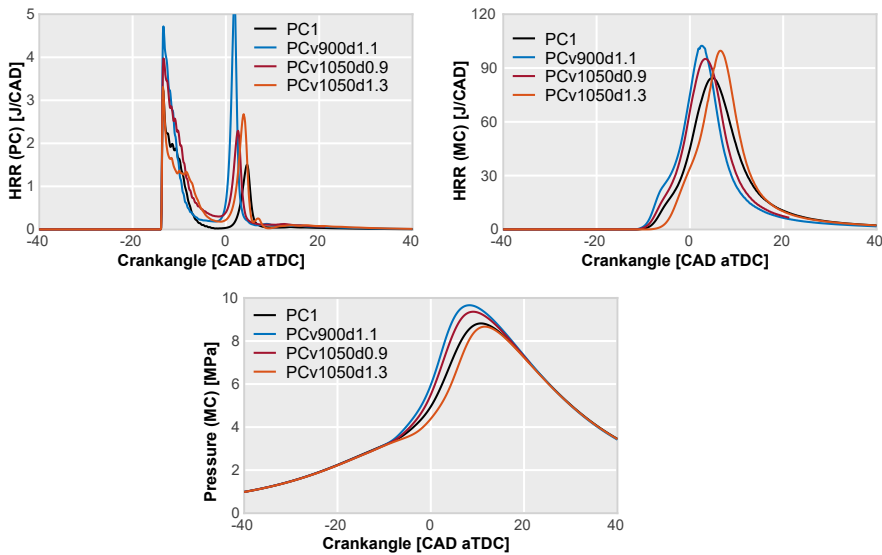 HRR (PC) [J/CAD]
5
4
3
2
1
0
PC1
PCv900d1.1
PCv1050d0.9
PCv1050d1.3
-40
-20
0
20
40
Crankangle [CAD aTDC]
HRR (MC) [J/CAD]
120
90
60
30
0
PC1
PCv900d1.1
PCv1050d0.9
PCv1050d1.3
-40
-20
0
20
40
Crankangle [CAD aTDC]
Pressure (MC) [MPa]
10
8
6
4
2
0
PC1
PCv900d1.1
PCv1050d0.9
PCv1050d1.3
-40
-20
0
20
40
Crankangle [CAD aTDC]